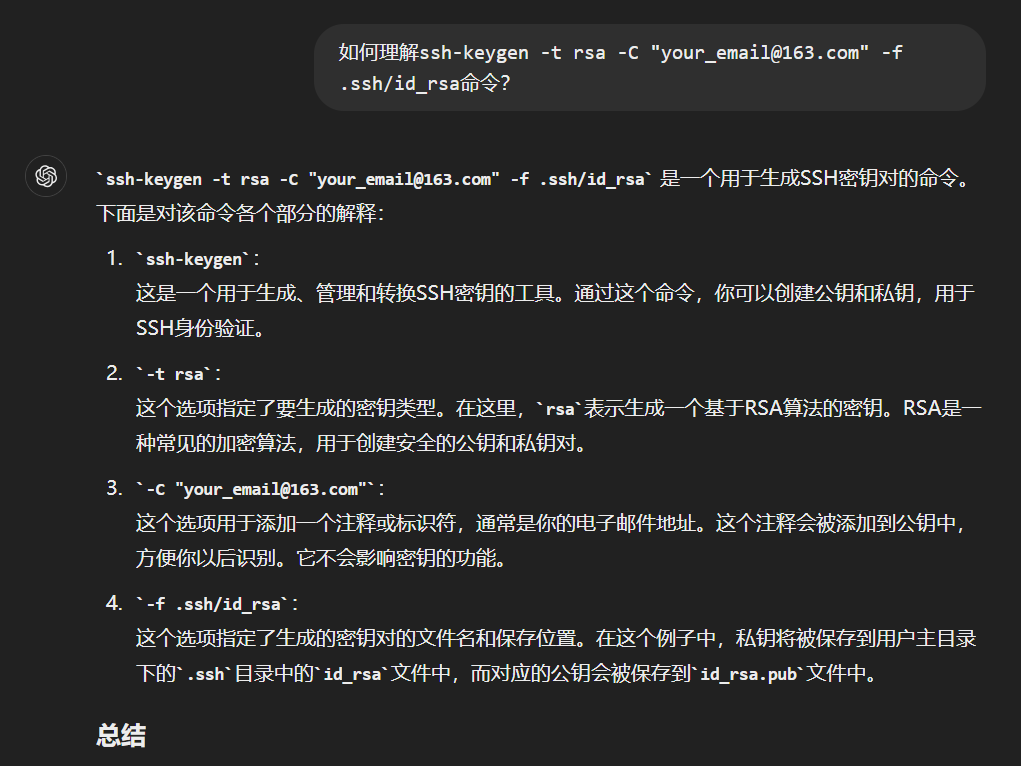 如何理解ssh-keygen -t rsa -C "your_email@163.com" -f
.ssh/id_rsa命令？
`ssh-keygen -t rsa -C "your_email@163.com" -f .ssh/id_rsa` 是一个用于生成SSH密钥对的命令。
下面是对该命令各个部分的解释：
1. `ssh-keygen`：
这是一个用于生成、管理和转换SSH密钥的工具。通过这个命令，你可以创建公钥和私钥，用于
SSH身份验证。
2. `-t rsa`：
这个选项指定了要生成的密钥类型。在这里，`rsa`表示生成一个基于RSA算法的密钥。RSA是一
种常见的加密算法，用于创建安全的公钥和私钥对。
3. `-C "your_email@163.com"`：
这个选项用于添加一个注释或标识符，通常是你的电子邮件地址。这个注释会被添加到公钥中，
方便你以后识别。它不会影响密钥的功能。
4. `-f .ssh/id_rsa`：
这个选项指定了生成的密钥对的文件名和保存位置。在这个例子中，私钥将被保存到用户主目录
下的`.ssh`目录中的`id_rsa`文件中，而对应的公钥会被保存到`id_rsa.pub`文件中。
总结